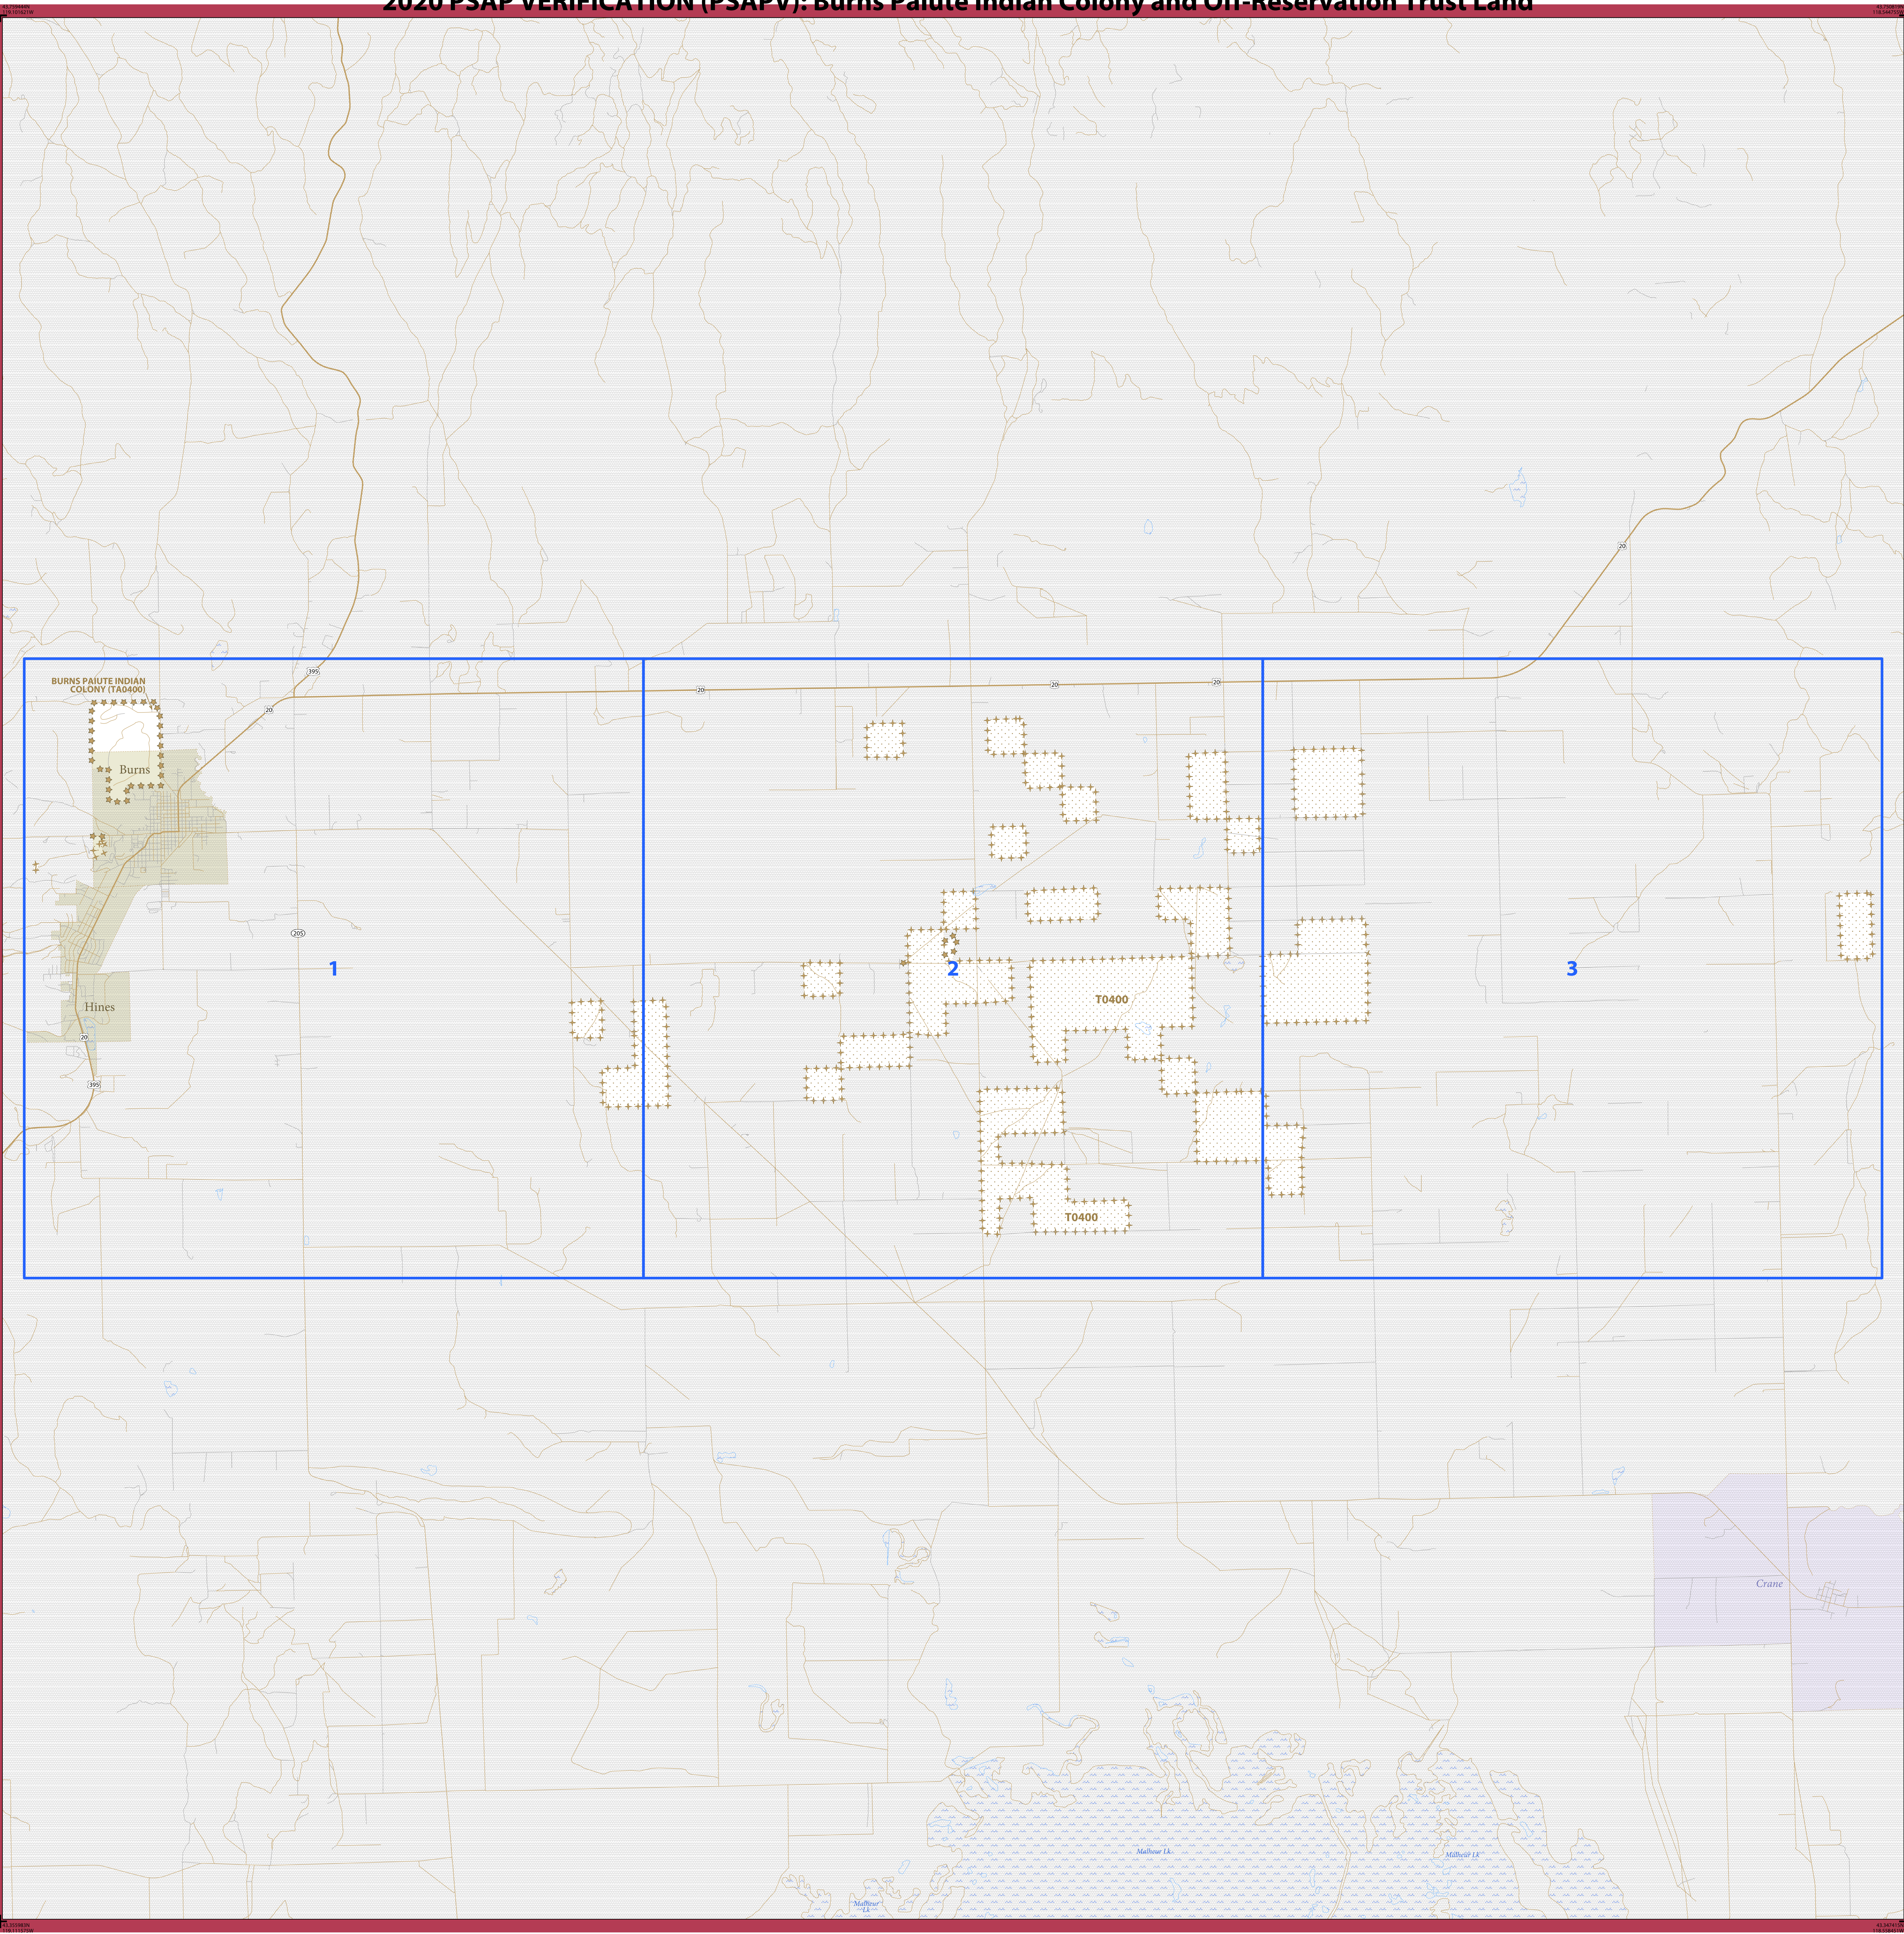 2020 PSAP VERIFICATION (PSAPV): Burns Paiute Indian Colony and Off-Reservation Trust Land
20
395
20
20
20
20
BURNS PAIUTE INDIAN
COLONY (TA0400)
Burns
205
1
2
3
T0400
Hines
20
395
T0400
Crane
Malheur Lk
Malheur Lk
Malheur
Lk